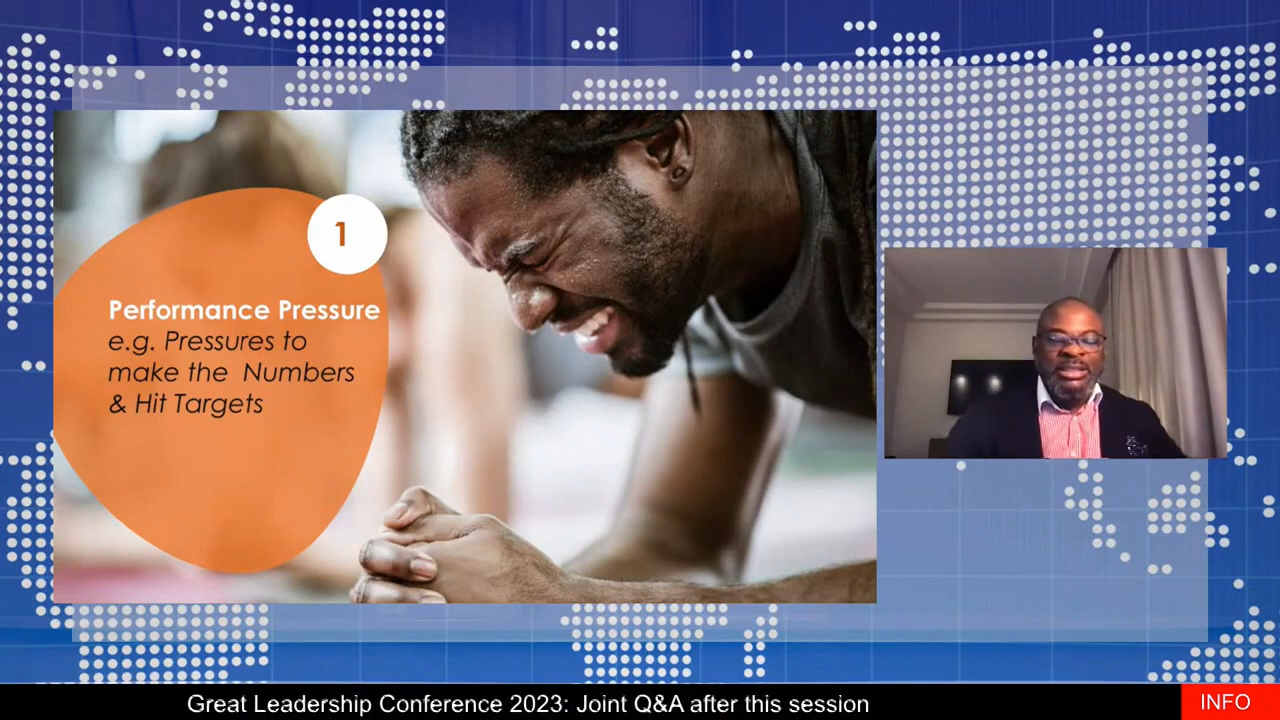 1
Performance Pressure
e.g. Pressures to
make the Numbers
& Hit Targets
Great Leadership Conference 2023: Joint Q&A after this session
INFO